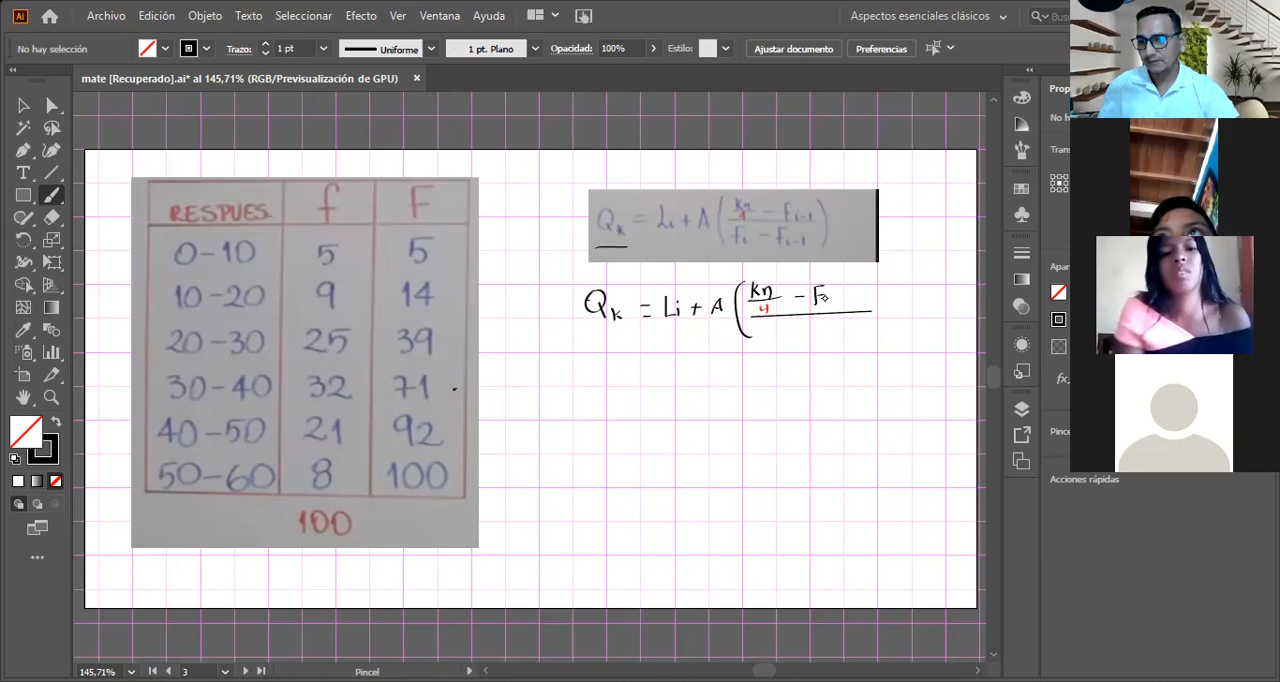 Ai Archivo Edición Objeto Texto Seleccionar Efecto Ver Ventana Ayuda Aspectos esenciales clásicos
No hay selección Trazo: 1 pt Uniforme 1 pt. Plano Opacidad: 100% Estilo: Ajustar documento Preferencias
mate [Recuperado].ai* al 145,71% (RGB/Previsualización de GPU) ×
RESPUES. f F
0-10 5 5
10-20 9 14
20-30 25 39
30-40 32 71
40-50 21 92
50-60 8 100
100
Qk = Li + A (kn/4 - Fi-1 / Fi - Fi-1)
Qk = Li + A (kn/4 - F
No h
Acciones rápidas
145,71% 3 Pincel